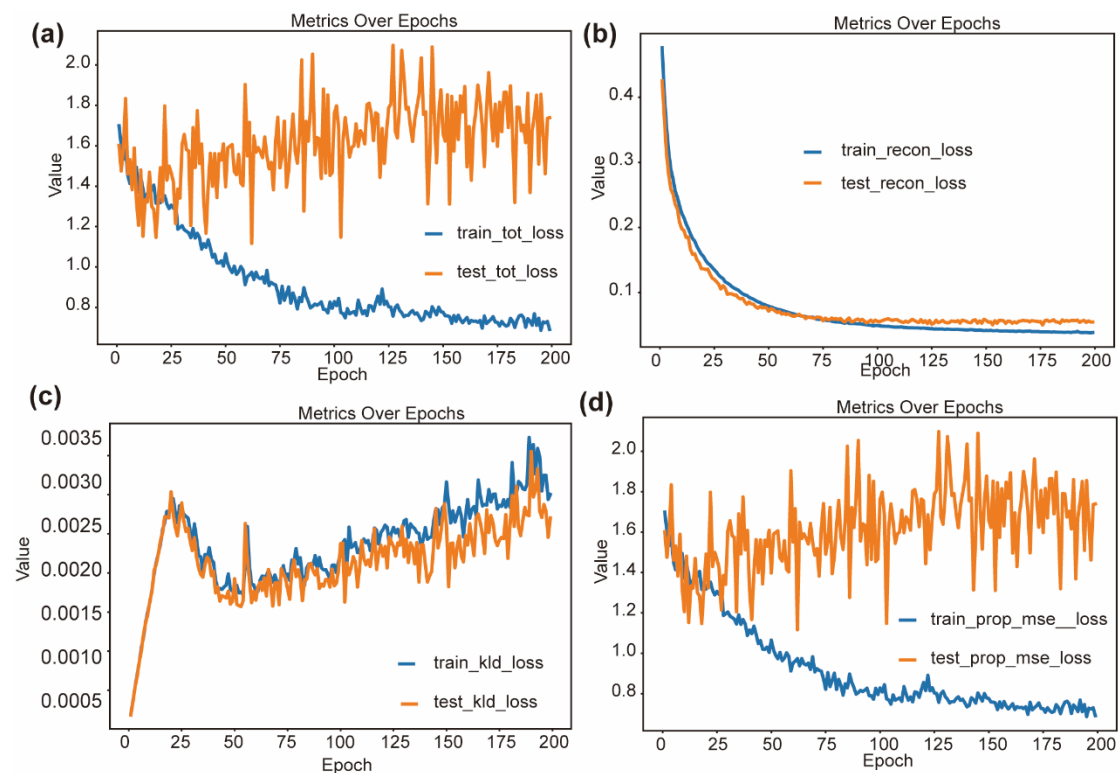 (a)
Metrics Over Epochs
2.0
1.8
1.6
1.4
1.2
1.0
0.8
Value
train_tot_loss
test_tot_loss
0 25 50 75 100 125 150 175 200
Epoch
(b)
Metrics Over Epochs
0.4
0.3
0.2
0.1
Value
train_recon_loss
test_recon_loss
0 25 50 75 100 125 150 175 200
Epoch
(c)
Metrics Over Epochs
0.0035
0.0030
0.0025
0.0020
0.0015
0.0010
0.0005
Value
train_kld_loss
test_kld_loss
0 25 50 75 100 125 150 175 200
Epoch
(d)
Metrics Over Epochs
2.0
1.8
1.6
1.4
1.2
1.0
0.8
Value
train_prop_mse__loss
test_prop_mse_loss
0 25 50 75 100 125 150 175 200
Epoch